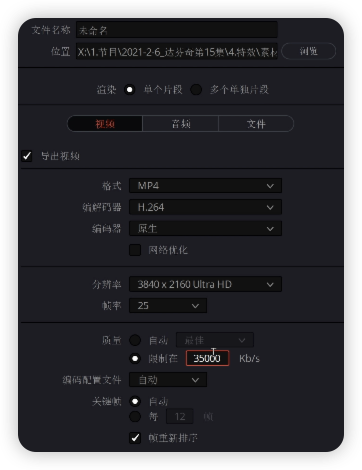 文件名称 未命名
位置 X:\1.节目\2021-2-6_达芬奇第15集\4.特效\素材 浏览
渲染 单个片段 多个单独片段
视频 音频 文件
导出视频
格式 MP4
编解码器 H.264
编码器 原生
网络优化
分辨率 3840 x 2160 Ultra HD
帧率 25
质量 自动 最佳
限制在 35000 Kb/s
编码配置文件 自动
关键帧 自动
每 12 帧
帧重新排序